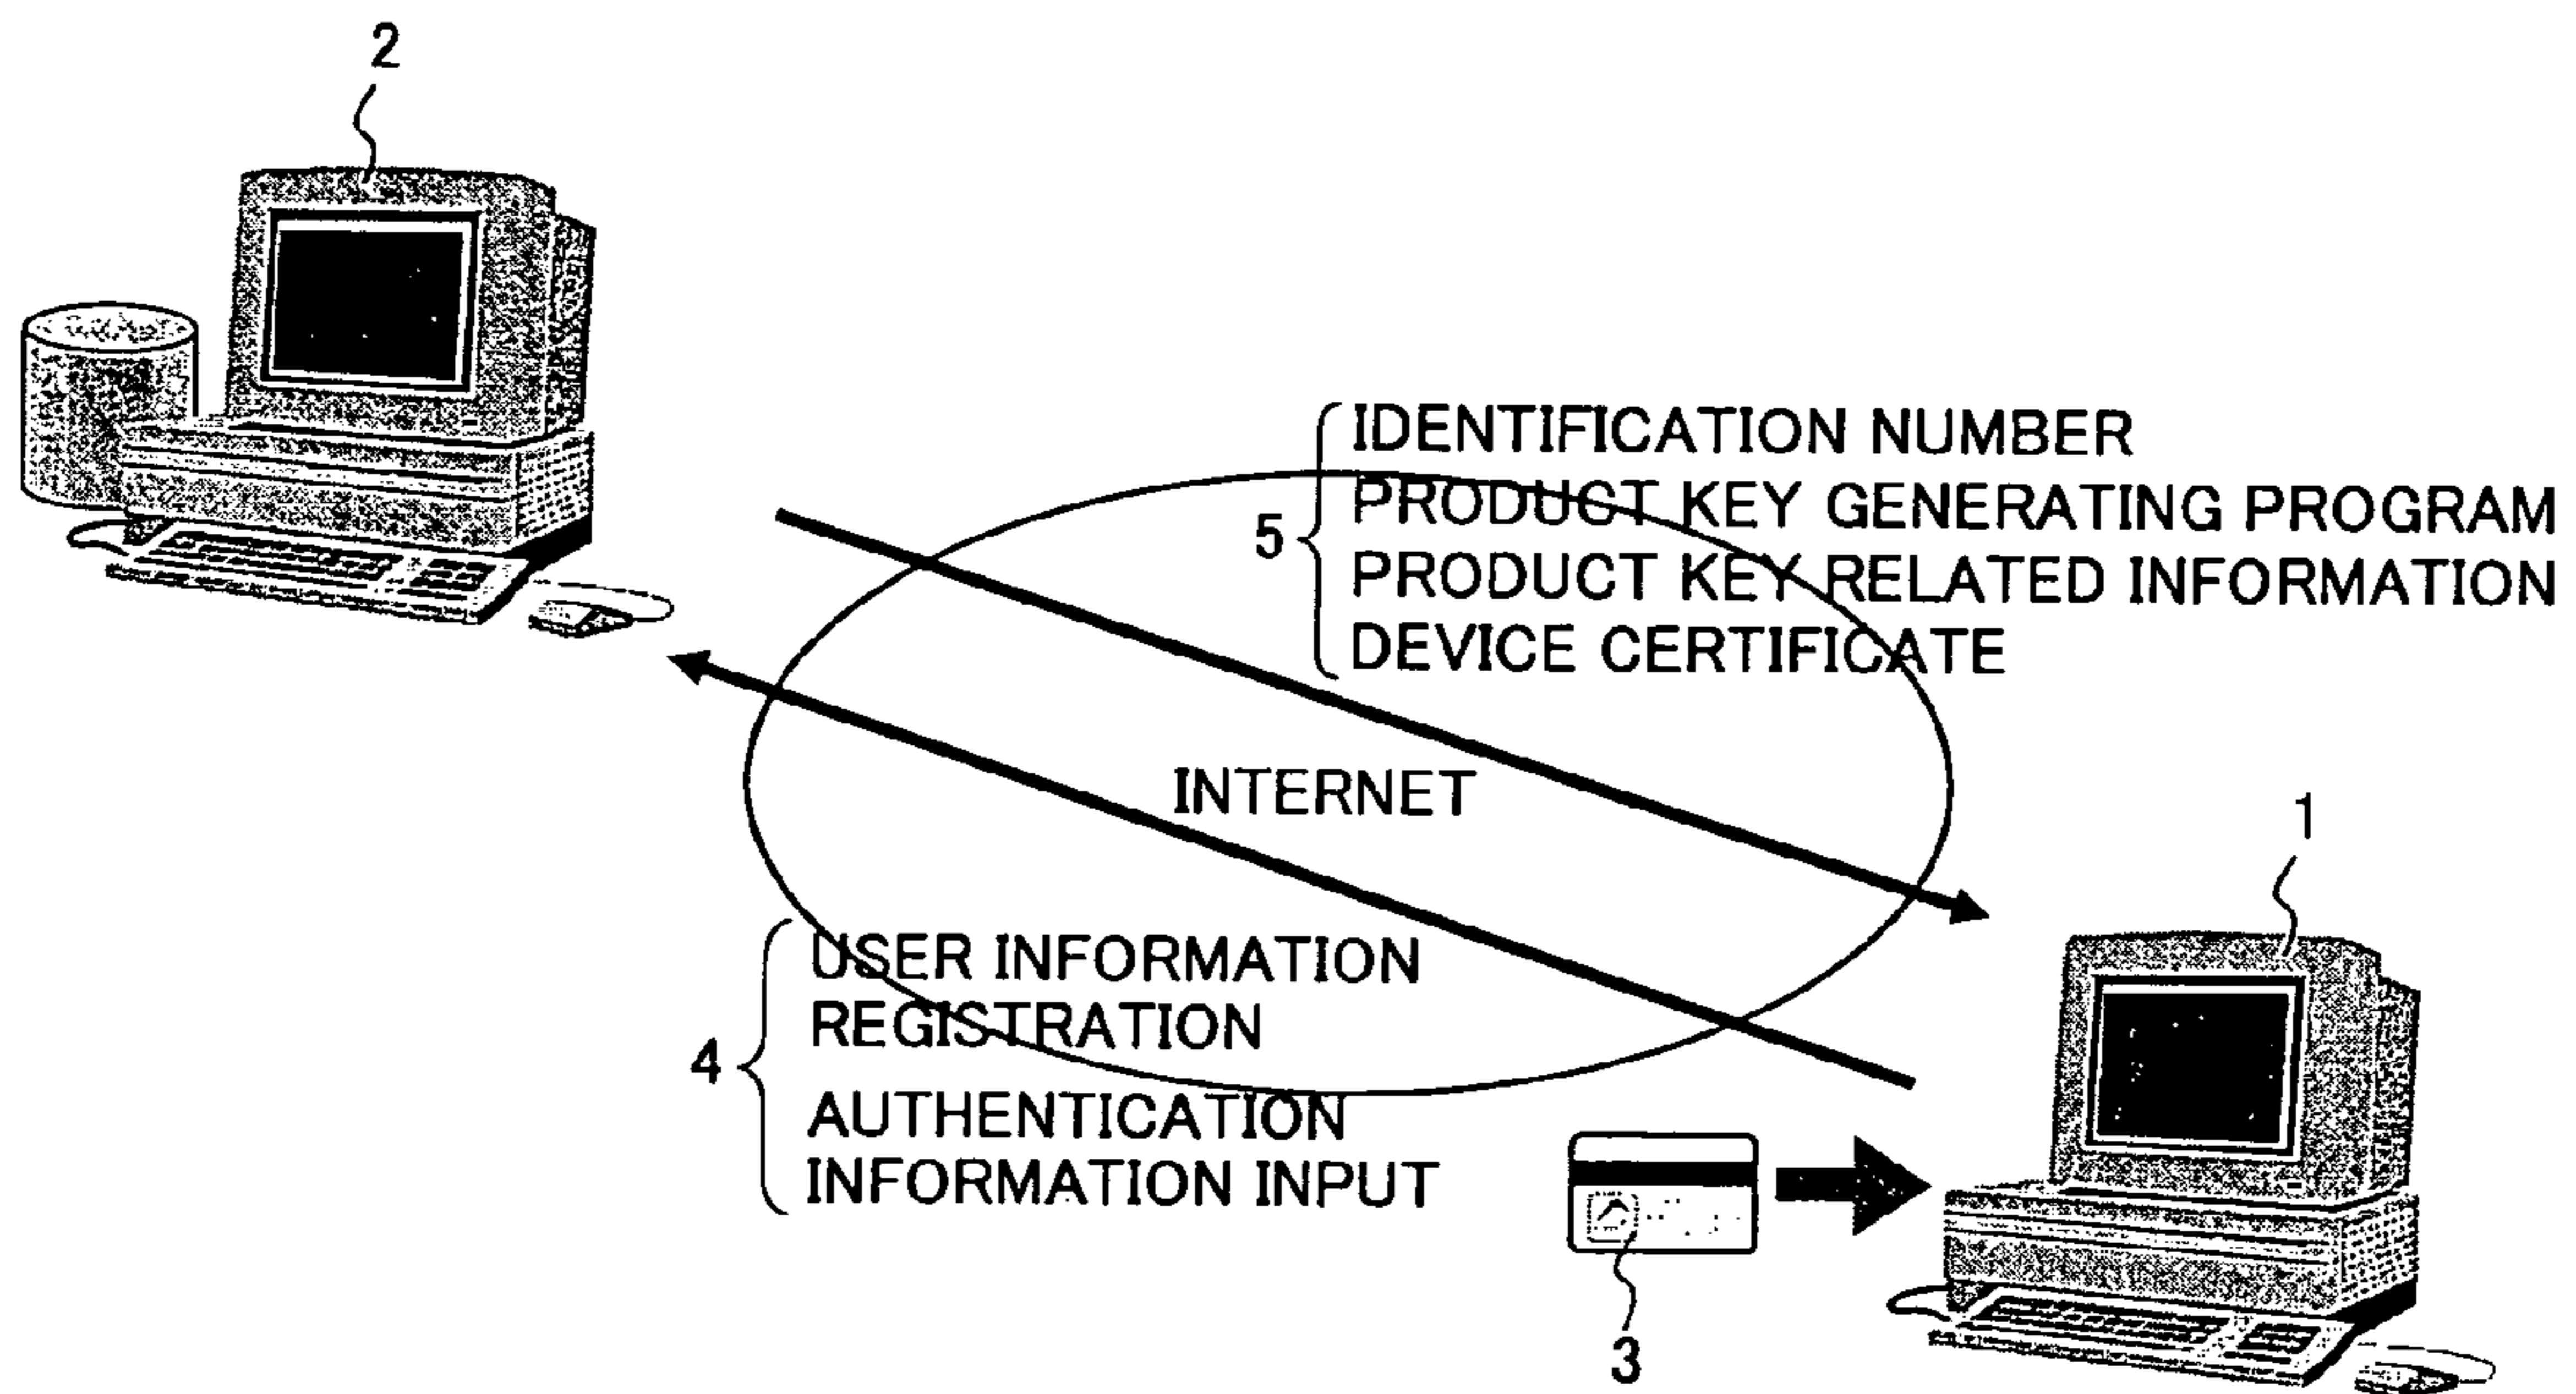 2
IDENTIFICATION NUMBER
PRODUCT KEY GENERATING PROGRAM
5
PRODUCT KEY RELATED INFORMATION
DEVICE CERTIFICATE
INTERNET
1
USER INFORMATION
REGISTRATION
4
AUTHENTICATION
INFORMATION INPUT
3